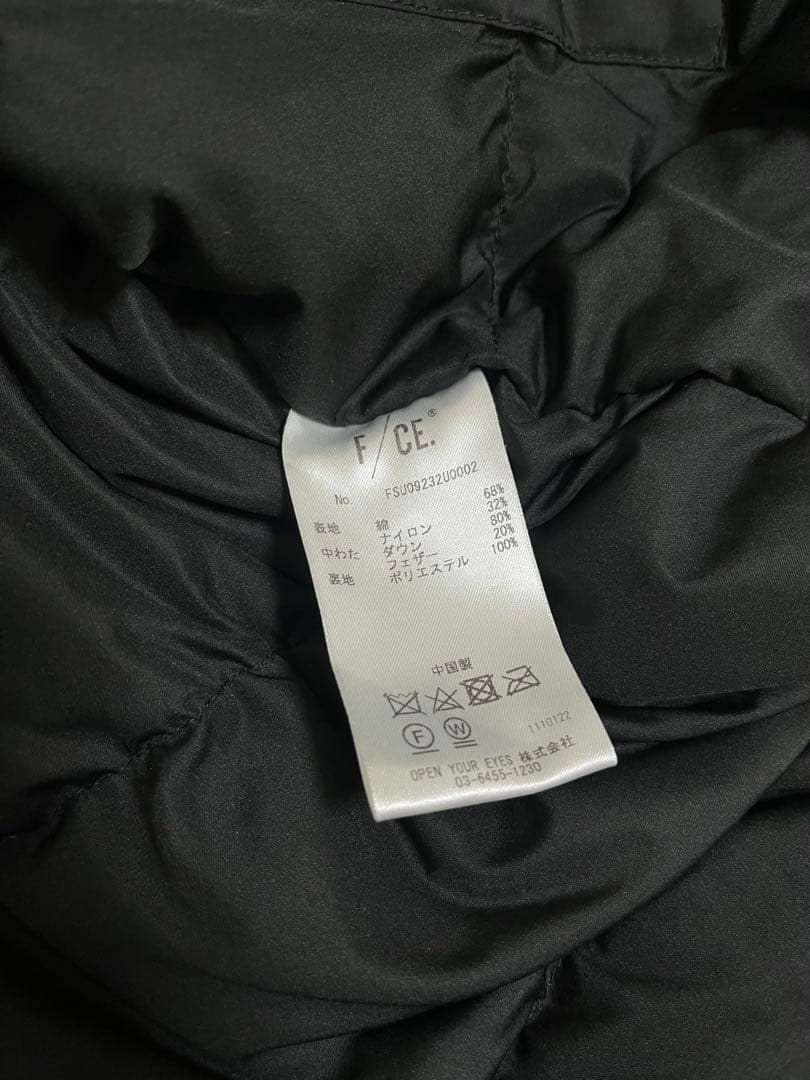 F/CE.®
No. FSJ09232U0002
表地 綿 68%
ナイロン 32%
中わた ダウン 80%
フェザー 20%
裏地 ポリエステル 100%
中国製
F W
1110122
OPEN YOUR EYES 株式会社
03-6455-1230